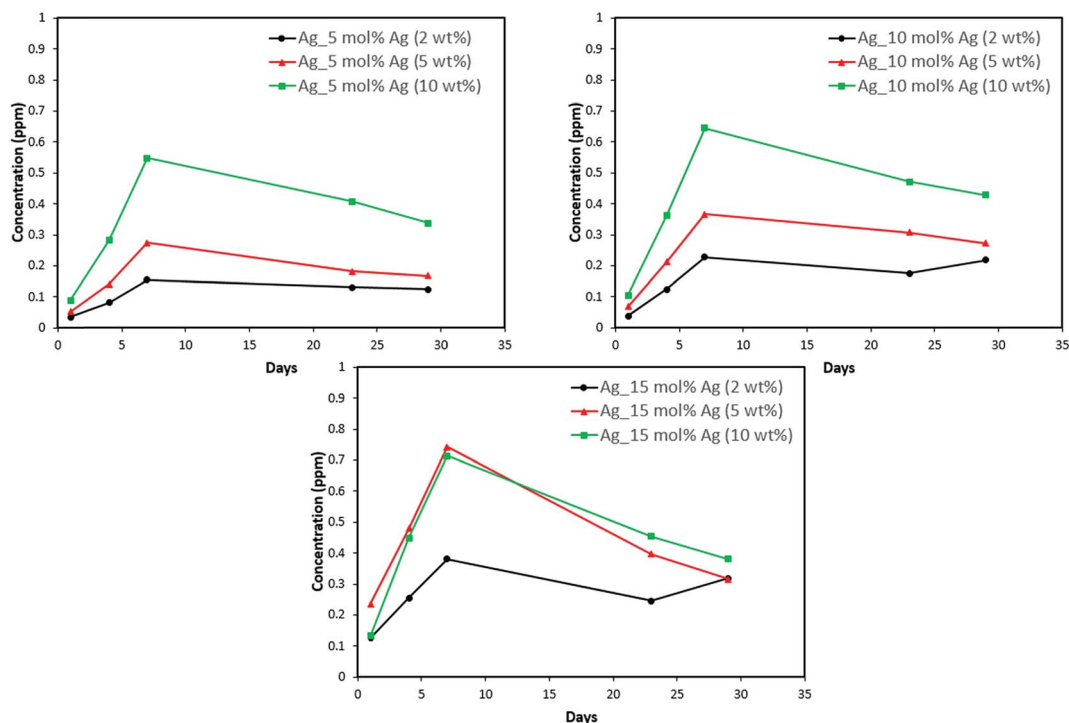 1
0.9
0.8
0.7
0.6
0.5
0.4
0.3
0.2
0.1
0
Concentration (ppm)
Ag_5 mol% Ag (2 wt%)
Ag_5 mol% Ag (5 wt%)
Ag_5 mol% Ag (10 wt%)
0 5 10 15 20 25 30 35
Days
1
0.9
0.8
0.7
0.6
0.5
0.4
0.3
0.2
0.1
0
Concentration (ppm)
Ag_10 mol% Ag (2 wt%)
Ag_10 mol% Ag (5 wt%)
Ag_10 mol% Ag (10 wt%)
0 5 10 15 20 25 30 35
Days
1
0.9
0.8
0.7
0.6
0.5
0.4
0.3
0.2
0.1
0
Concentration (ppm)
Ag_15 mol% Ag (2 wt%)
Ag_15 mol% Ag (5 wt%)
Ag_15 mol% Ag (10 wt%)
0 5 10 15 20 25 30 35
Days